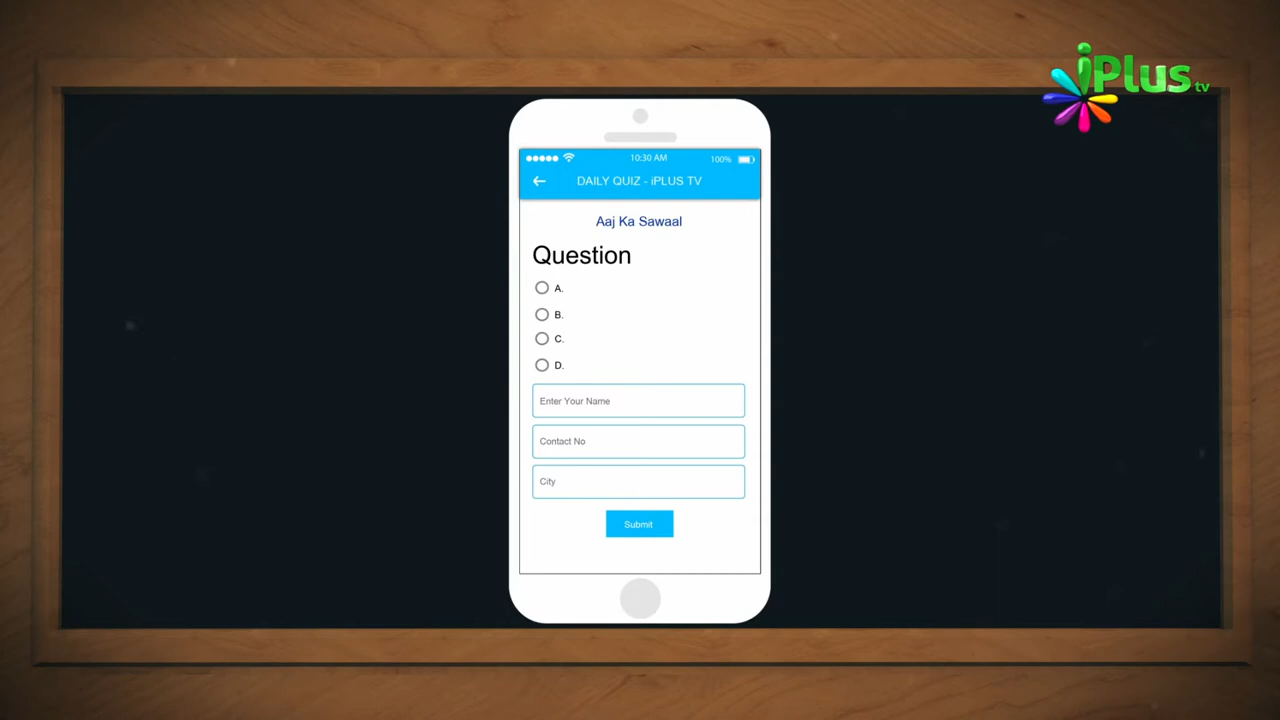 iPlus tv
10:30 AM 100%
DAILY QUIZ - iPLUS TV
Aaj Ka Sawaal
Question
A.
B.
C.
D.
Enter Your Name
Contact No
City
Submit